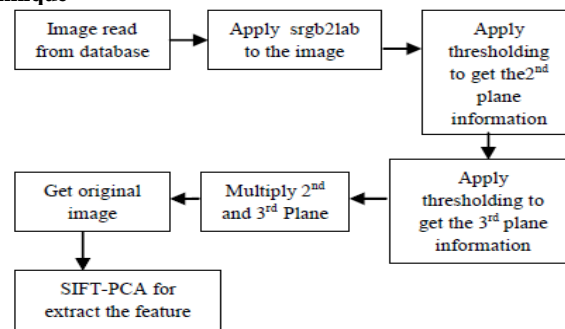 Image read
from database
Apply srgb2lab
to the image
Apply
thresholding
to get the2nd
plane
information
Apply
thresholding to
get the 3rd plane
information
Multiply 2nd
and 3rd Plane
Get original
image
SIFT-PCA for
extract the feature